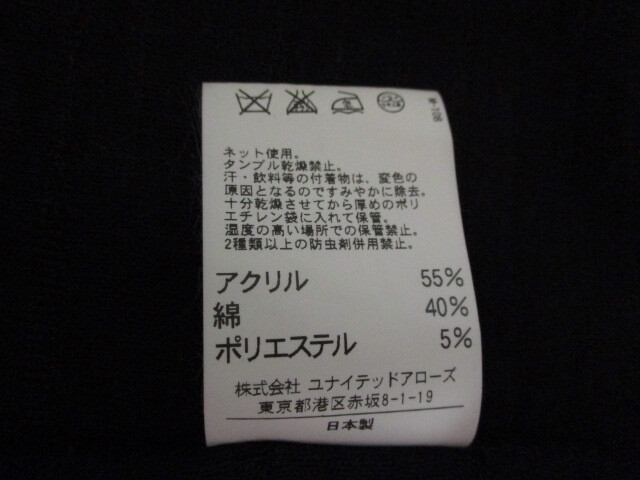 ネット使用。
タンブル乾燥禁止。
汗・飲料等の付着物は、変色の
原因となるのですみやかに除去。
十分乾燥させてから厚めのポリ
エチレン袋に入れて保管。
湿度の高い場所での保管禁止。
2種類以上の防虫剤併用禁止。
アクリル 55%
綿 40%
ポリエステル 5%
株式会社 ユナイテッドアローズ
東京都港区赤坂8-1-19
日本製